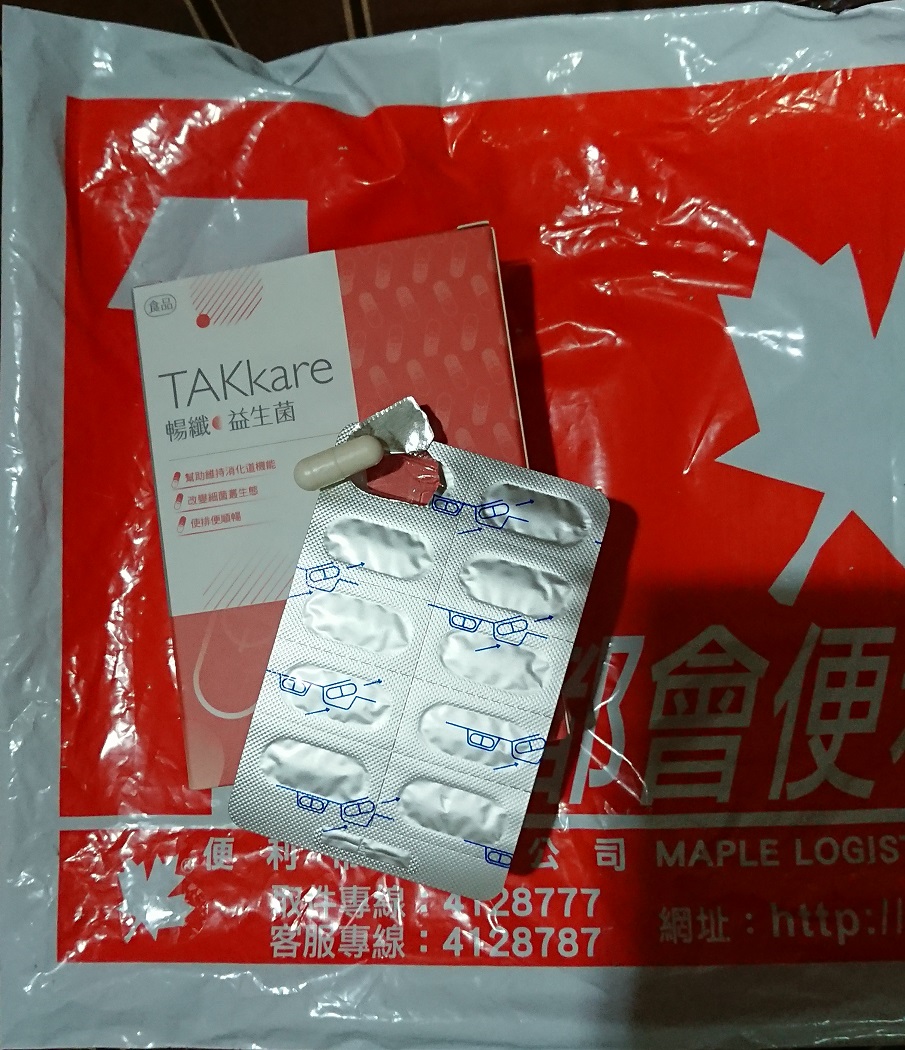 食品
TAKkare
暢纖 益生菌
幫助維持消化道機能
改變細菌叢生態
使排便順暢
都會便
便利 公司 MAPLE LOGIST
取件專線：4128777
客服專線：4128787
網址：http://